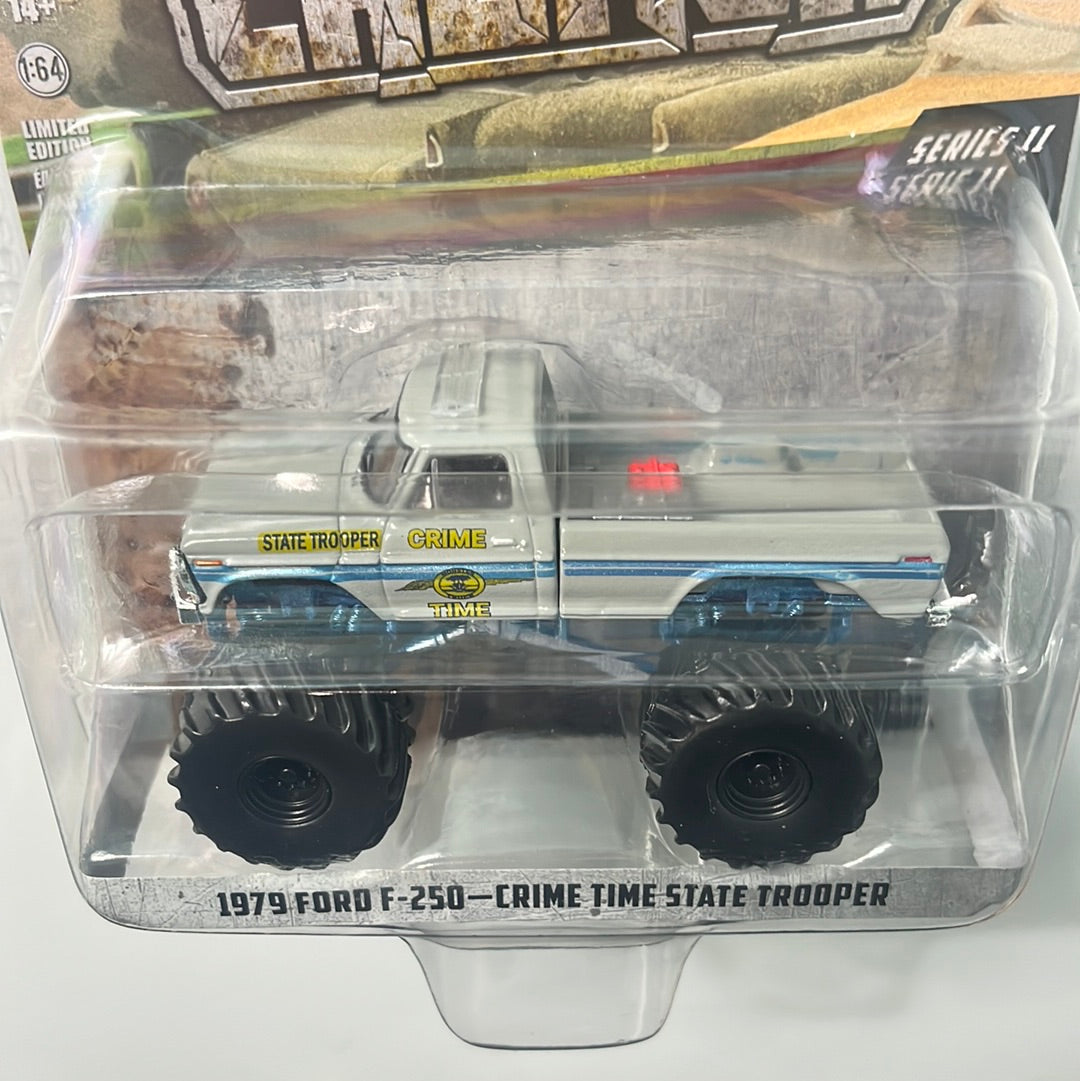 14+
1:64
LIMITED
EDITION
SERIES 11
SÉRIE 11
STATE TROOPER
CRIME
TIME
1979 FORD F-250—CRIME TIME STATE TROOPER